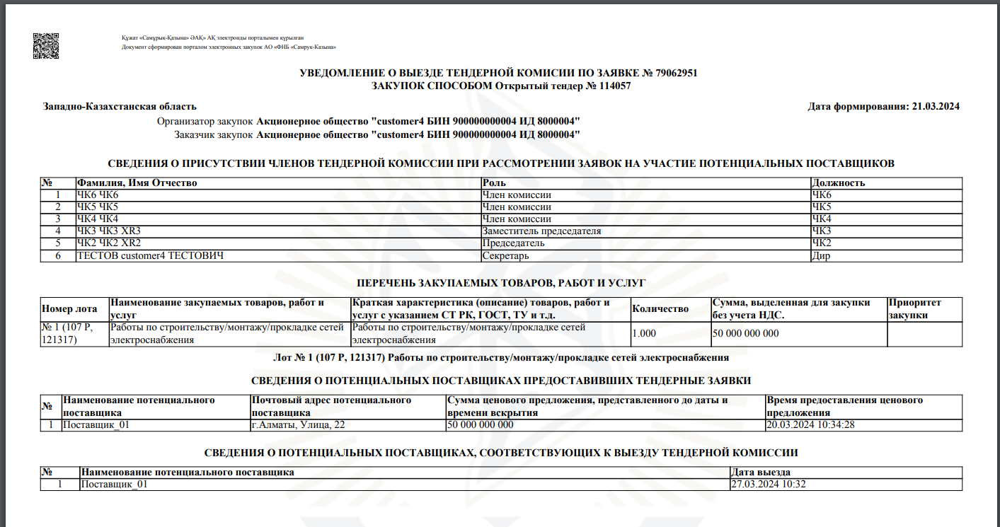 Құжат «Самұрық-Қазына» ӘАҚ» АҚ электронды порталымен құрылған
Документ сформирован порталом электронных закупок АО «ФНБ «Самрук-Казына»
УВЕДОМЛЕНИЕ О ВЫЕЗДЕ ТЕНДЕРНОЙ КОМИСИИ ПО ЗАЯВКЕ № 79062951
ЗАКУПОК СПОСОБОМ Открытый тендер № 114057
Западно-Казахстанская область Дата формирования: 21.03.2024
Организатор закупок Акционерное общество "customer4 БИН 900000000004 ИД 8000004"
Заказчик закупок Акционерное общество "customer4 БИН 900000000004 ИД 8000004"
СВЕДЕНИЯ О ПРИСУТСТВИИ ЧЛЕНОВ ТЕНДЕРНОЙ КОМИССИИ ПРИ РАССМОТРЕНИИ ЗАЯВОК НА УЧАСТИЕ ПОТЕНЦИАЛЬНЫХ ПОСТАВЩИКОВ
№ Фамилия, Имя Отчество Роль Должность
1 ЧК6 ЧК6 Член комиссии ЧК6
2 ЧК5 ЧК5 Член комиссии ЧК5
3 ЧК4 ЧК4 Член комиссии ЧК4
4 ЧК3 ЧК3 XR3 Заместитель председателя ЧК3
5 ЧК2 ЧК2 XR2 Председатель ЧК2
6 ТЕСТОВ customer4 ТЕСТОВИЧ Секретарь Дир
ПЕРЕЧЕНЬ ЗАКУПАЕМЫХ ТОВАРОВ, РАБОТ И УСЛУГ
Номер лота
Наименование закупаемых товаров, работ и
услуг
Краткая характеристика (описание) товаров, работ и
услуг с указанием СТ РК, ГОСТ, ТУ и т.д.
Количество
Сумма, выделенная для закупки
без учета НДС.
Приоритет
закупки
№ 1 (107 Р,
121317)
Работы по строительству/монтажу/прокладке сетей
электроснабжения
Работы по строительству/монтажу/прокладке сетей
электроснабжения
1.000
50 000 000 000
Лот № 1 (107 Р, 121317) Работы по строительству/монтажу/прокладке сетей электроснабжения
СВЕДЕНИЯ О ПОТЕНЦИАЛЬНЫХ ПОСТАВЩИКАХ ПРЕДОСТАВИВШИХ ТЕНДЕРНЫЕ ЗАЯВКИ
№
Наименование потенциального
поставщика
Почтовый адрес потенциального
поставщика
Сумма ценового предложения, представленного до даты и
времени вскрытия
Время предоставления ценового
предложения
1 Поставщик_01 г.Алматы, Улица, 22 50 000 000 000 20.03.2024 10:34:28
СВЕДЕНИЯ О ПОТЕНЦИАЛЬНЫХ ПОСТАВЩИКАХ, СООТВЕТСТВУЮЩИХ К ВЫЕЗДУ ТЕНДЕРНОЙ КОМИССИИ
№ Наименование потенциального поставщика Дата выезда
1 Поставщик_01 27.03.2024 10:32